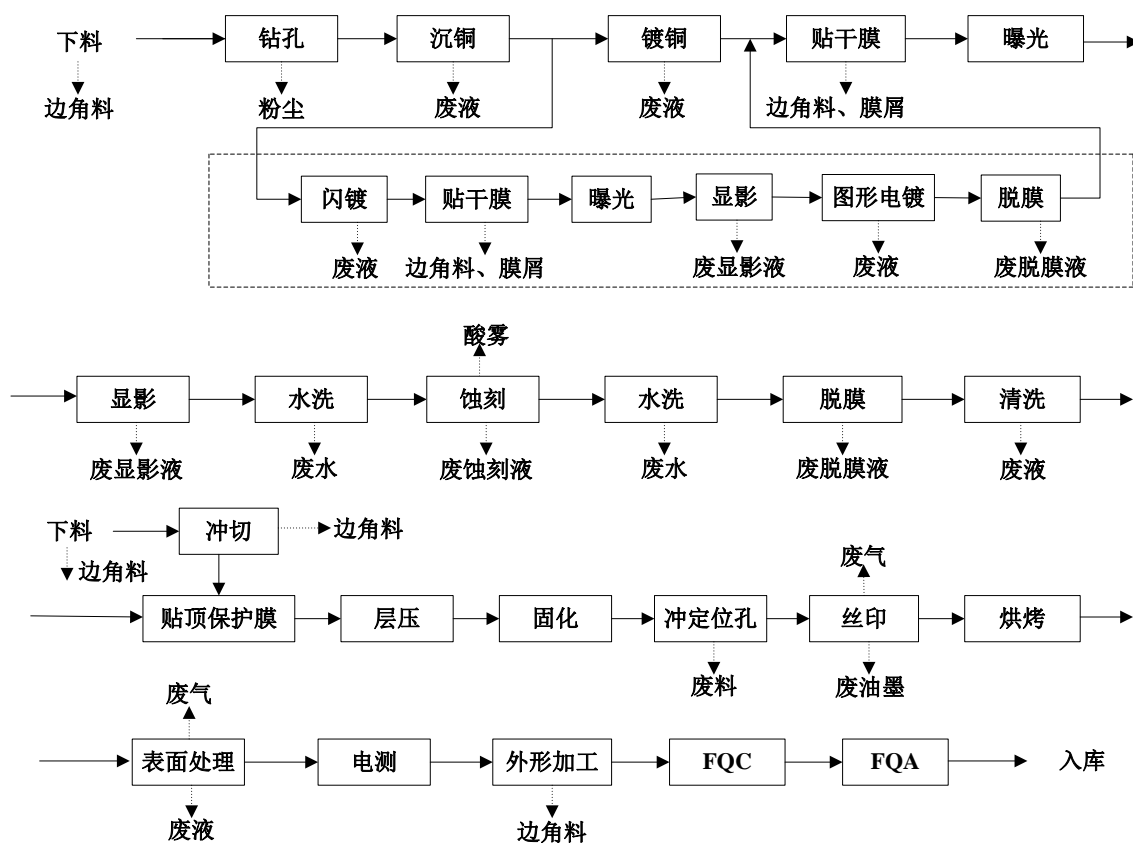 下料 钻孔 沉铜 镀铜 贴干膜 曝光
边角料 粉尘 废液 废液 边角料、膜屑
闪镀 贴干膜 曝光 显影 图形电镀 脱膜
废液 边角料、膜屑 废显影液 废液 废脱膜液
酸雾
显影 水洗 蚀刻 水洗 脱膜 清洗
废显影液 废水 废蚀刻液 废水 废脱膜液 废液
下料 冲切 边角料
边角料 废气
贴顶保护膜 层压 固化 冲定位孔 丝印 烘烤
废料 废油墨
废气
表面处理 电测 外形加工 FQC FQA 入库
废液 边角料